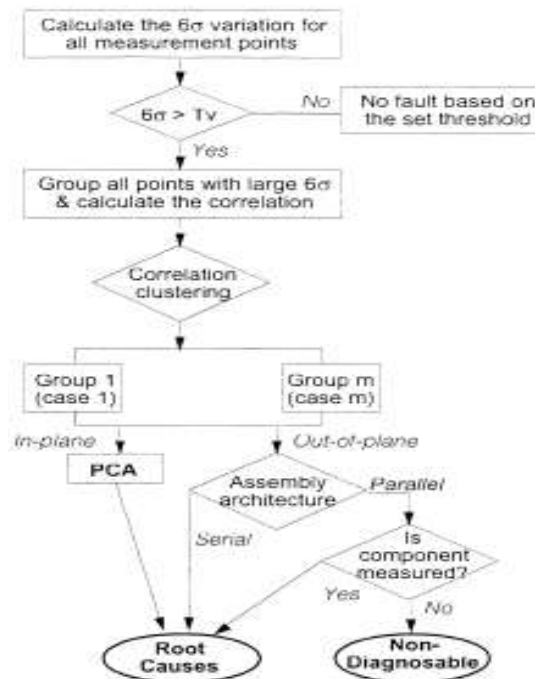 Calculate the 6σ variation for
all measurement points
6σ > Tv
No
No fault based on
the set threshold
Yes
Group all points with large 6σ
& calculate the correlation
Correlation
clustering
Group 1
(case 1)
Group m
(case m)
In-plane
Out-of-plane
PCA
Assembly
architecture
Parallel
Serial
Is
component
measured?
Yes
No
Root
Causes
Non-
Diagnosable